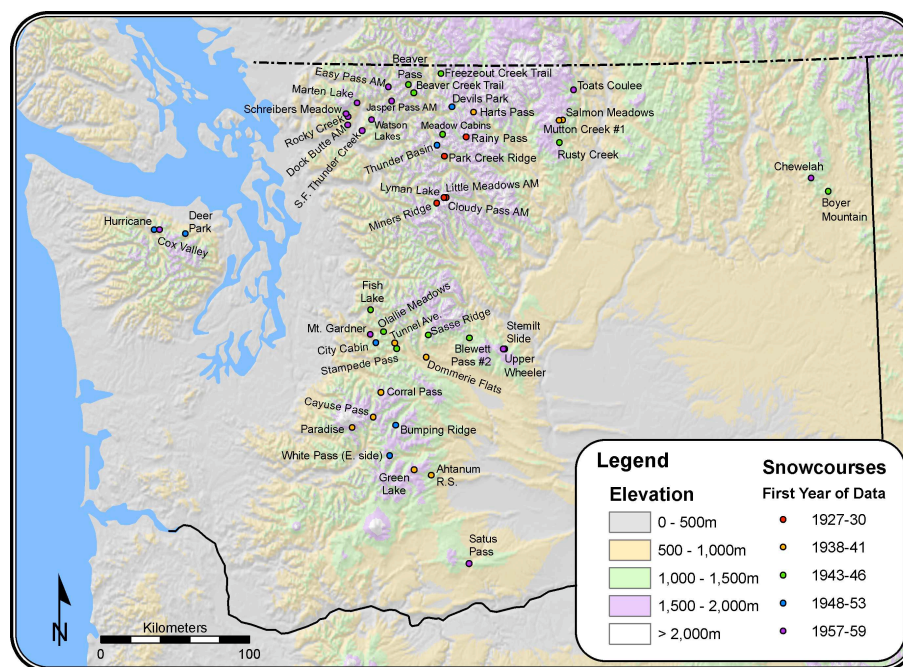 Beaver
Pass
Freezeout Creek Trail
Easy Pass AM
Beaver Creek Trail
Toats Coulee
Marten Lake
Jasper Pass AM
Devils Park
Schreibers Meadow
Harts Pass
Salmon Meadows
Rocky Creek
Watson
Lakes
Meadow Cabins
Mutton Creek #1
Dock Butte AM
Rainy Pass
S.F. Thunder Creek
Thunder Basin
Rusty Creek
Park Creek Ridge
Chewelah
Lyman Lake
Little Meadows AM
Boyer
Mountain
Miners Ridge
Cloudy Pass AM
Hurricane
Deer
Park
Cox Valley
Fish
Lake
Olallie Meadows
Tunnel Ave.
Mt. Gardner
Sasse Ridge
Stemilt
Slide
City Cabin
Blewett
Pass #2
Upper
Wheeler
Stampede Pass
Dommerie Flats
Corral Pass
Cayuse Pass
Paradise
Bumping Ridge
White Pass (E. side)
Green
Lake
Ahtanum
R.S.
Satus
Pass
N
Kilometers
0
100
Legend
Elevation
0 - 500m
500 - 1,000m
1,000 - 1,500m
1,500 - 2,000m
> 2,000m
Snowcourses
First Year of Data
1927-30
1938-41
1943-46
1948-53
1957-59